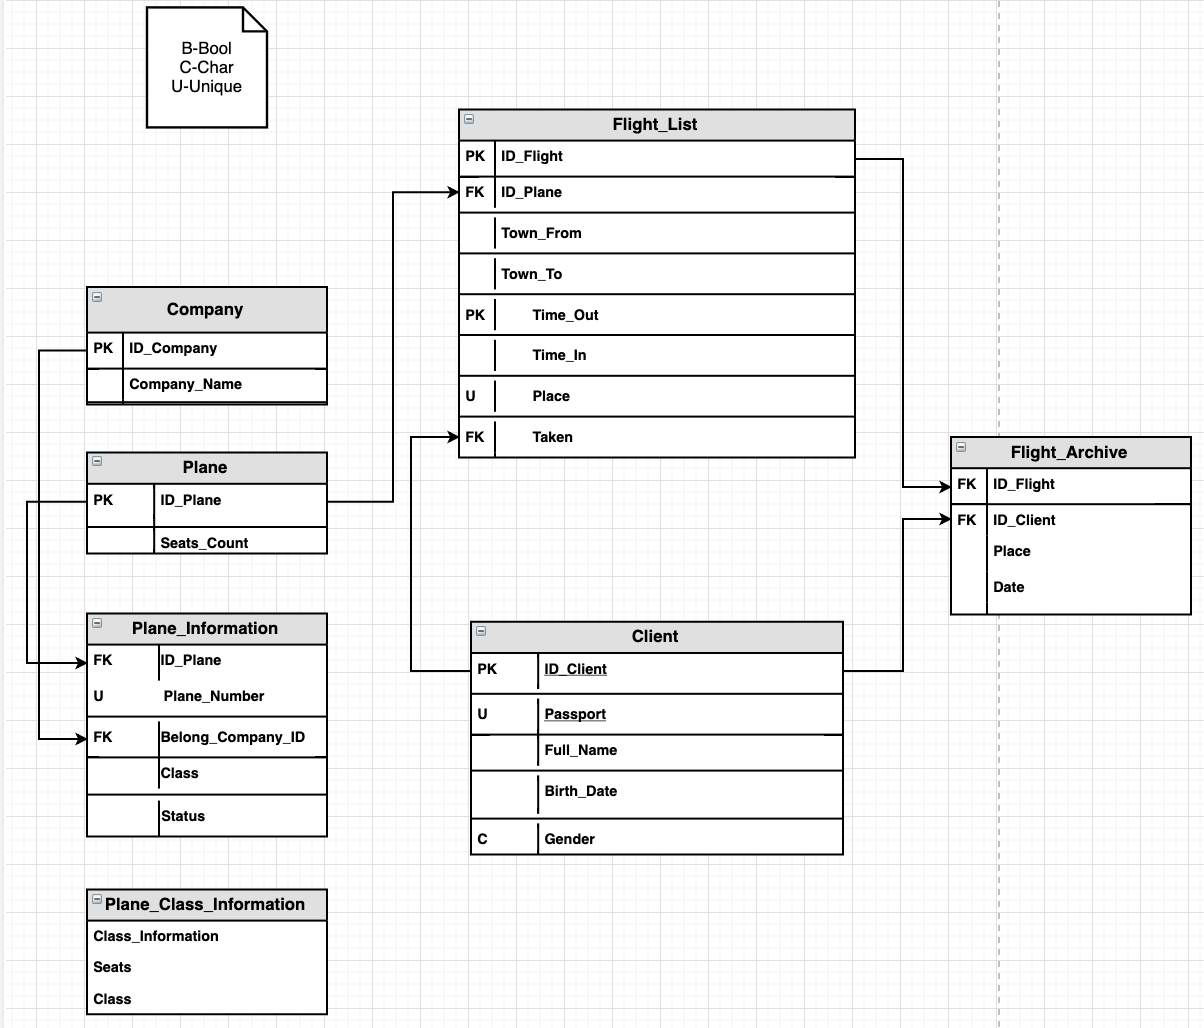 B-Bool
C-Char
U-Unique
Flight_List
PK ID_Flight
FK ID_Plane
Town_From
Town_To
PK Time_Out
Time_In
U Place
FK Taken
Company
PK ID_Company
Company_Name
Plane
PK ID_Plane
Seats_Count
Flight_Archive
FK ID_Flight
FK ID_Client
Place
Date
Plane_Information
FK ID_Plane
U Plane_Number
FK Belong_Company_ID
Class
Status
Client
PK ID_Client
U Passport
Full_Name
Birth_Date
C Gender
Plane_Class_Information
Class_Information
Seats
Class